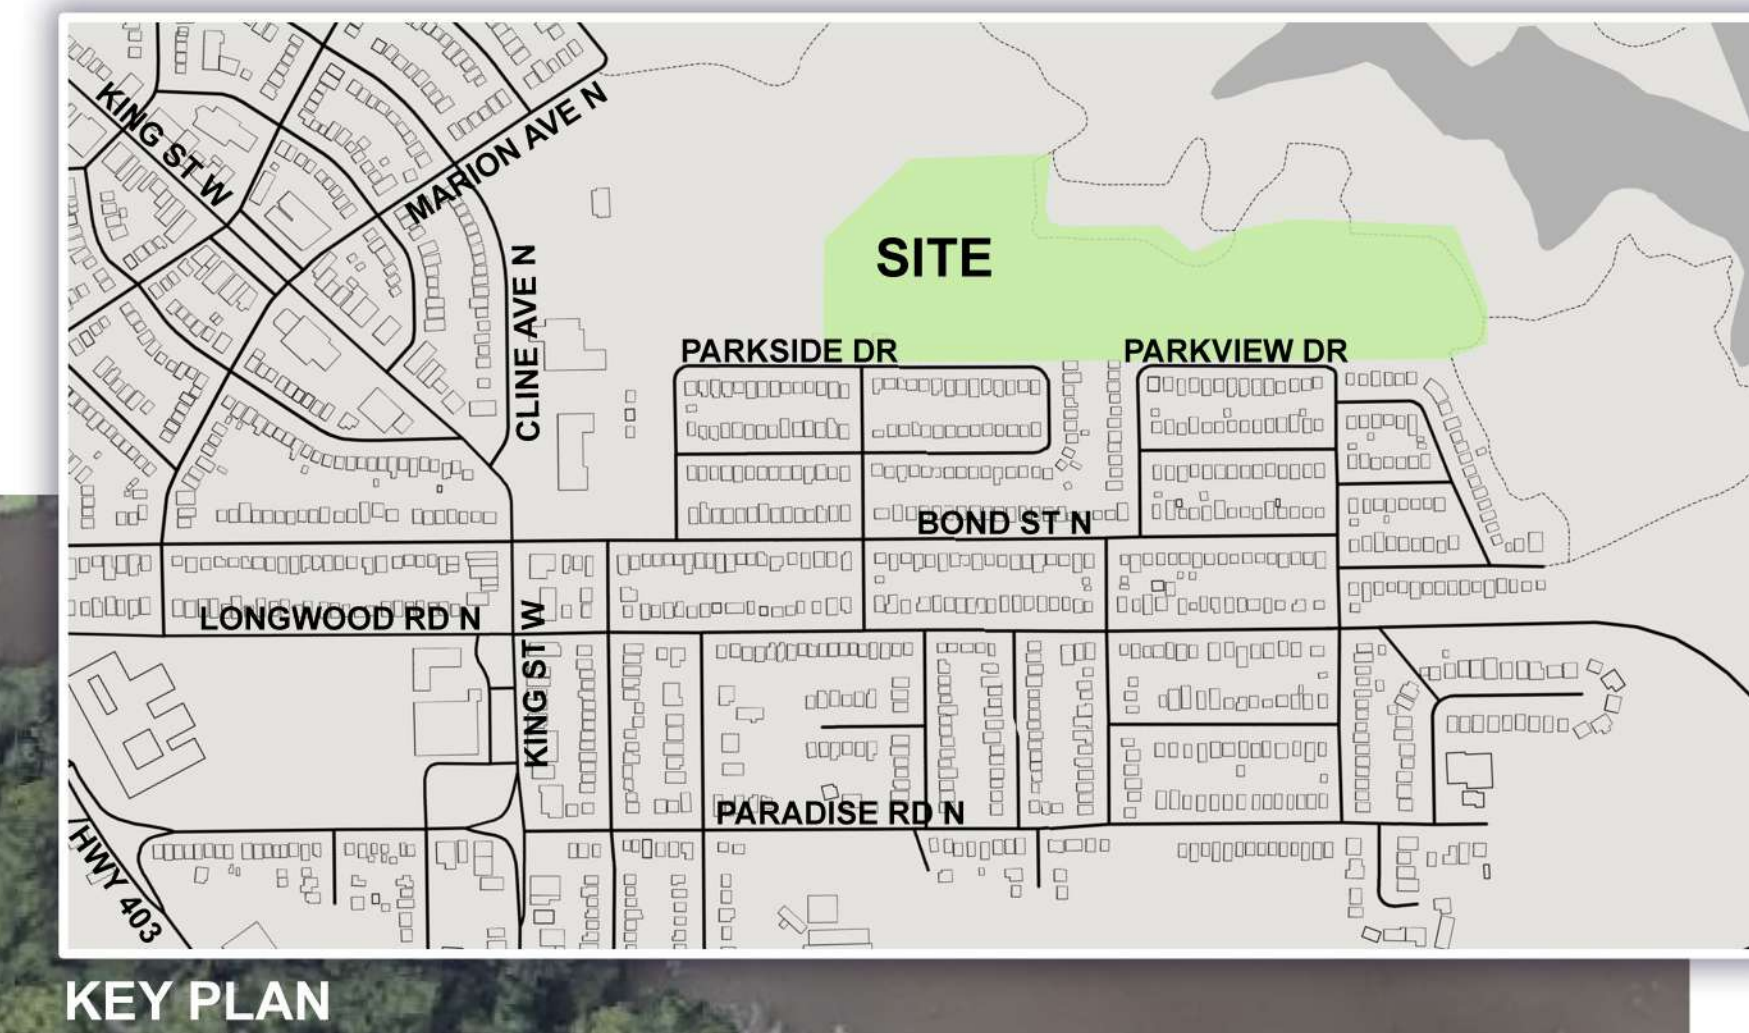 KING ST W
MARION AVE N
CLINE AVE N
SITE
PARKSIDE DR
PARKVIEW DR
BOND ST N
LONGWOOD RD N
KING ST W
PARADISE RD N
HWY 403
KEY PLAN